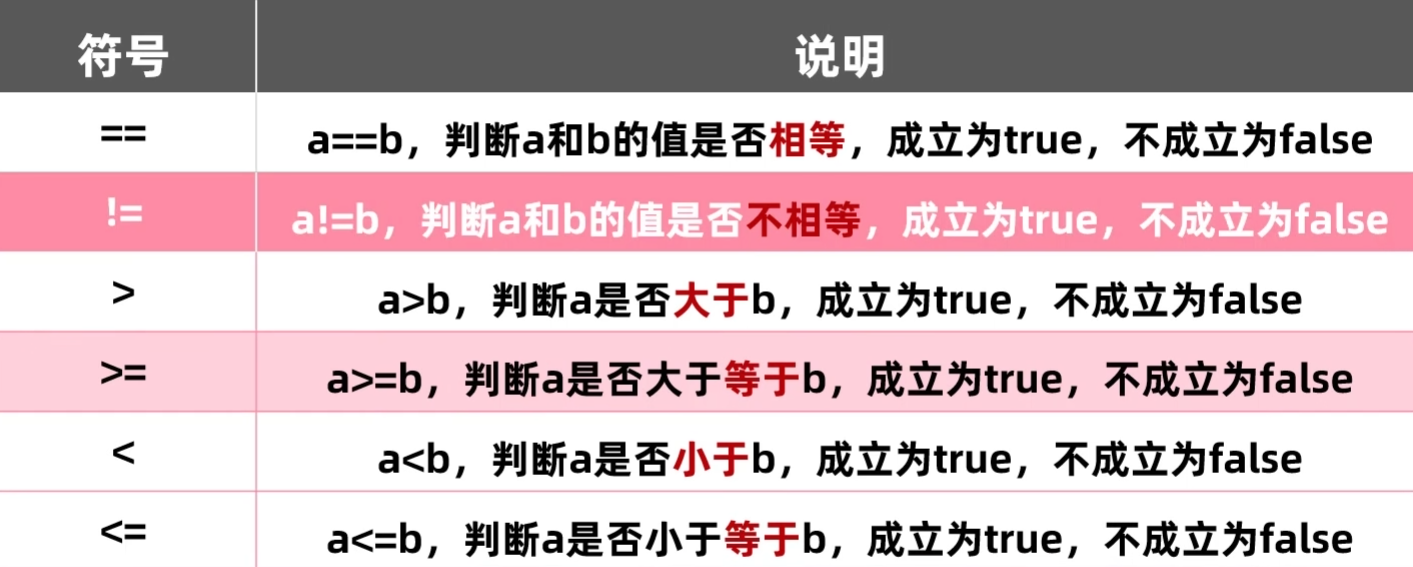 符号 说明
== a==b，判断a和b的值是否相等，成立为true，不成立为false
!= a!=b，判断a和b的值是否不相等，成立为true，不成立为false
> a>b，判断a是否大于b，成立为true，不成立为false
>= a>=b，判断a是否大于等于b，成立为true，不成立为false
< a<b，判断a是否小于b，成立为true，不成立为false
<= a<=b，判断a是否小于等于b，成立为true，不成立为false